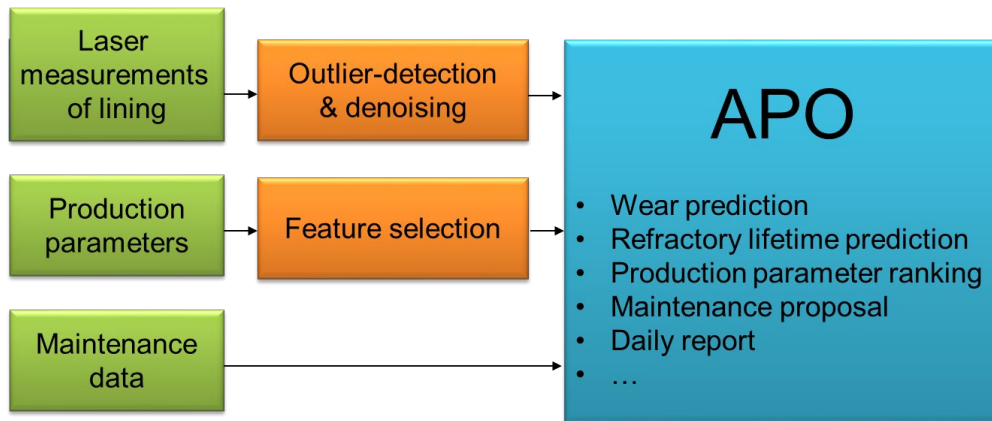 Laser
measurements
of lining
Outlier-detection
& denoising
Production
parameters
Feature selection
Maintenance
data
APO
• Wear prediction
• Refractory lifetime prediction
• Production parameter ranking
• Maintenance proposal
• Daily report
• …